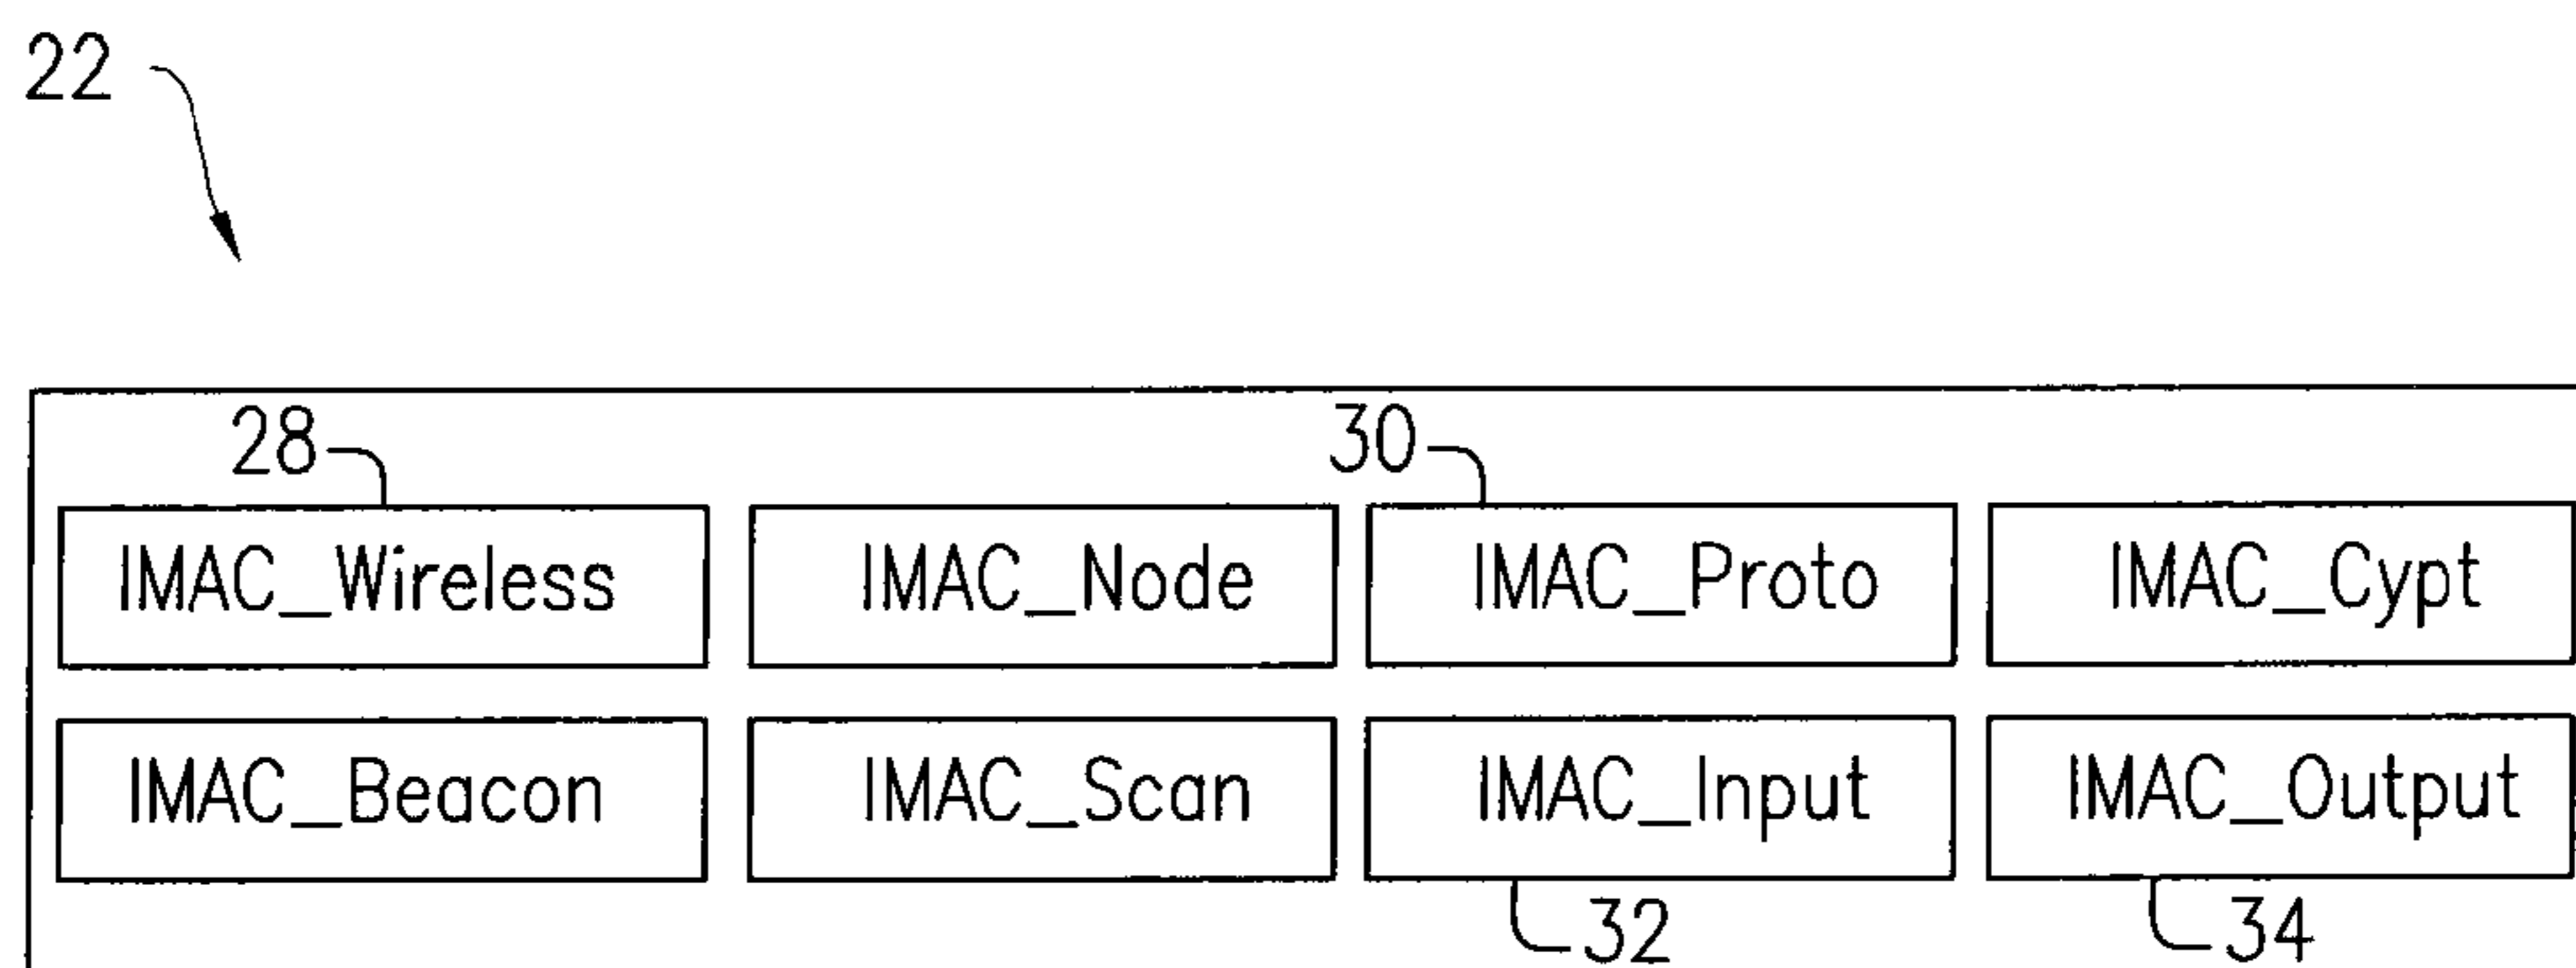 22
28 30
IMAC_Wireless IMAC_Node IMAC_Proto IMAC_Cypt
IMAC_Beacon IMAC_Scan IMAC_Input IMAC_Output
32 34